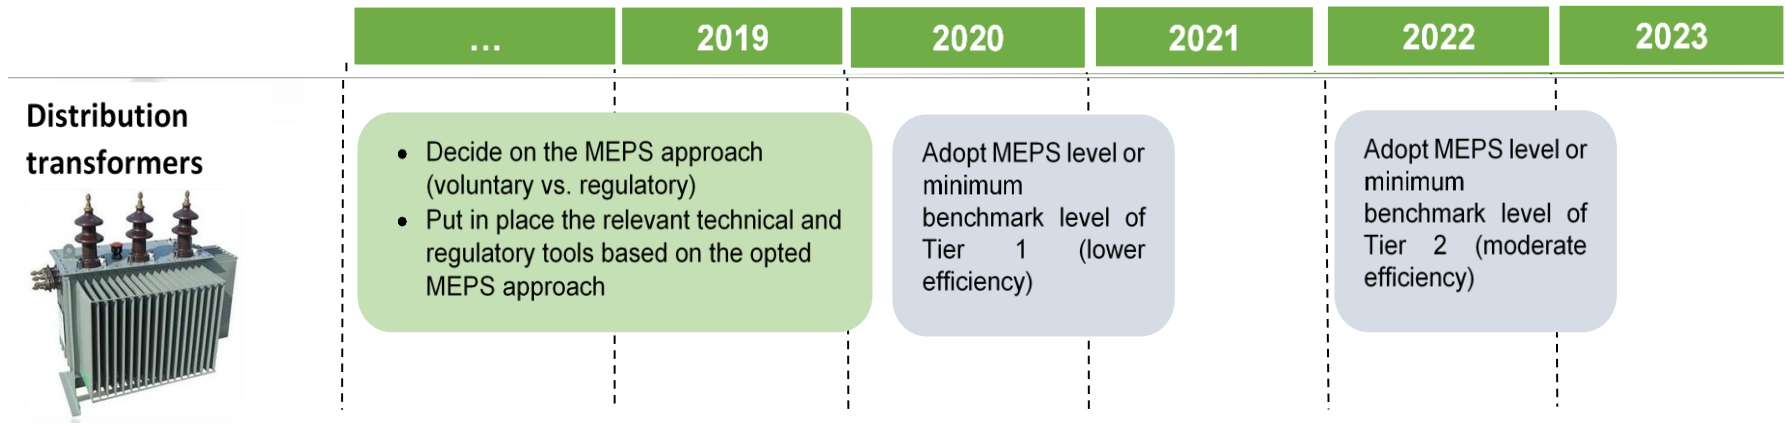 ... 2019 2020 2021 2022 2023
Distribution
transformers
• Decide on the MEPS approach
(voluntary vs. regulatory)
• Put in place the relevant technical and
regulatory tools based on the opted
MEPS approach
Adopt MEPS level or
minimum
benchmark level of
Tier 1 (lower
efficiency)
Adopt MEPS level or
minimum
benchmark level of
Tier 2 (moderate
efficiency)